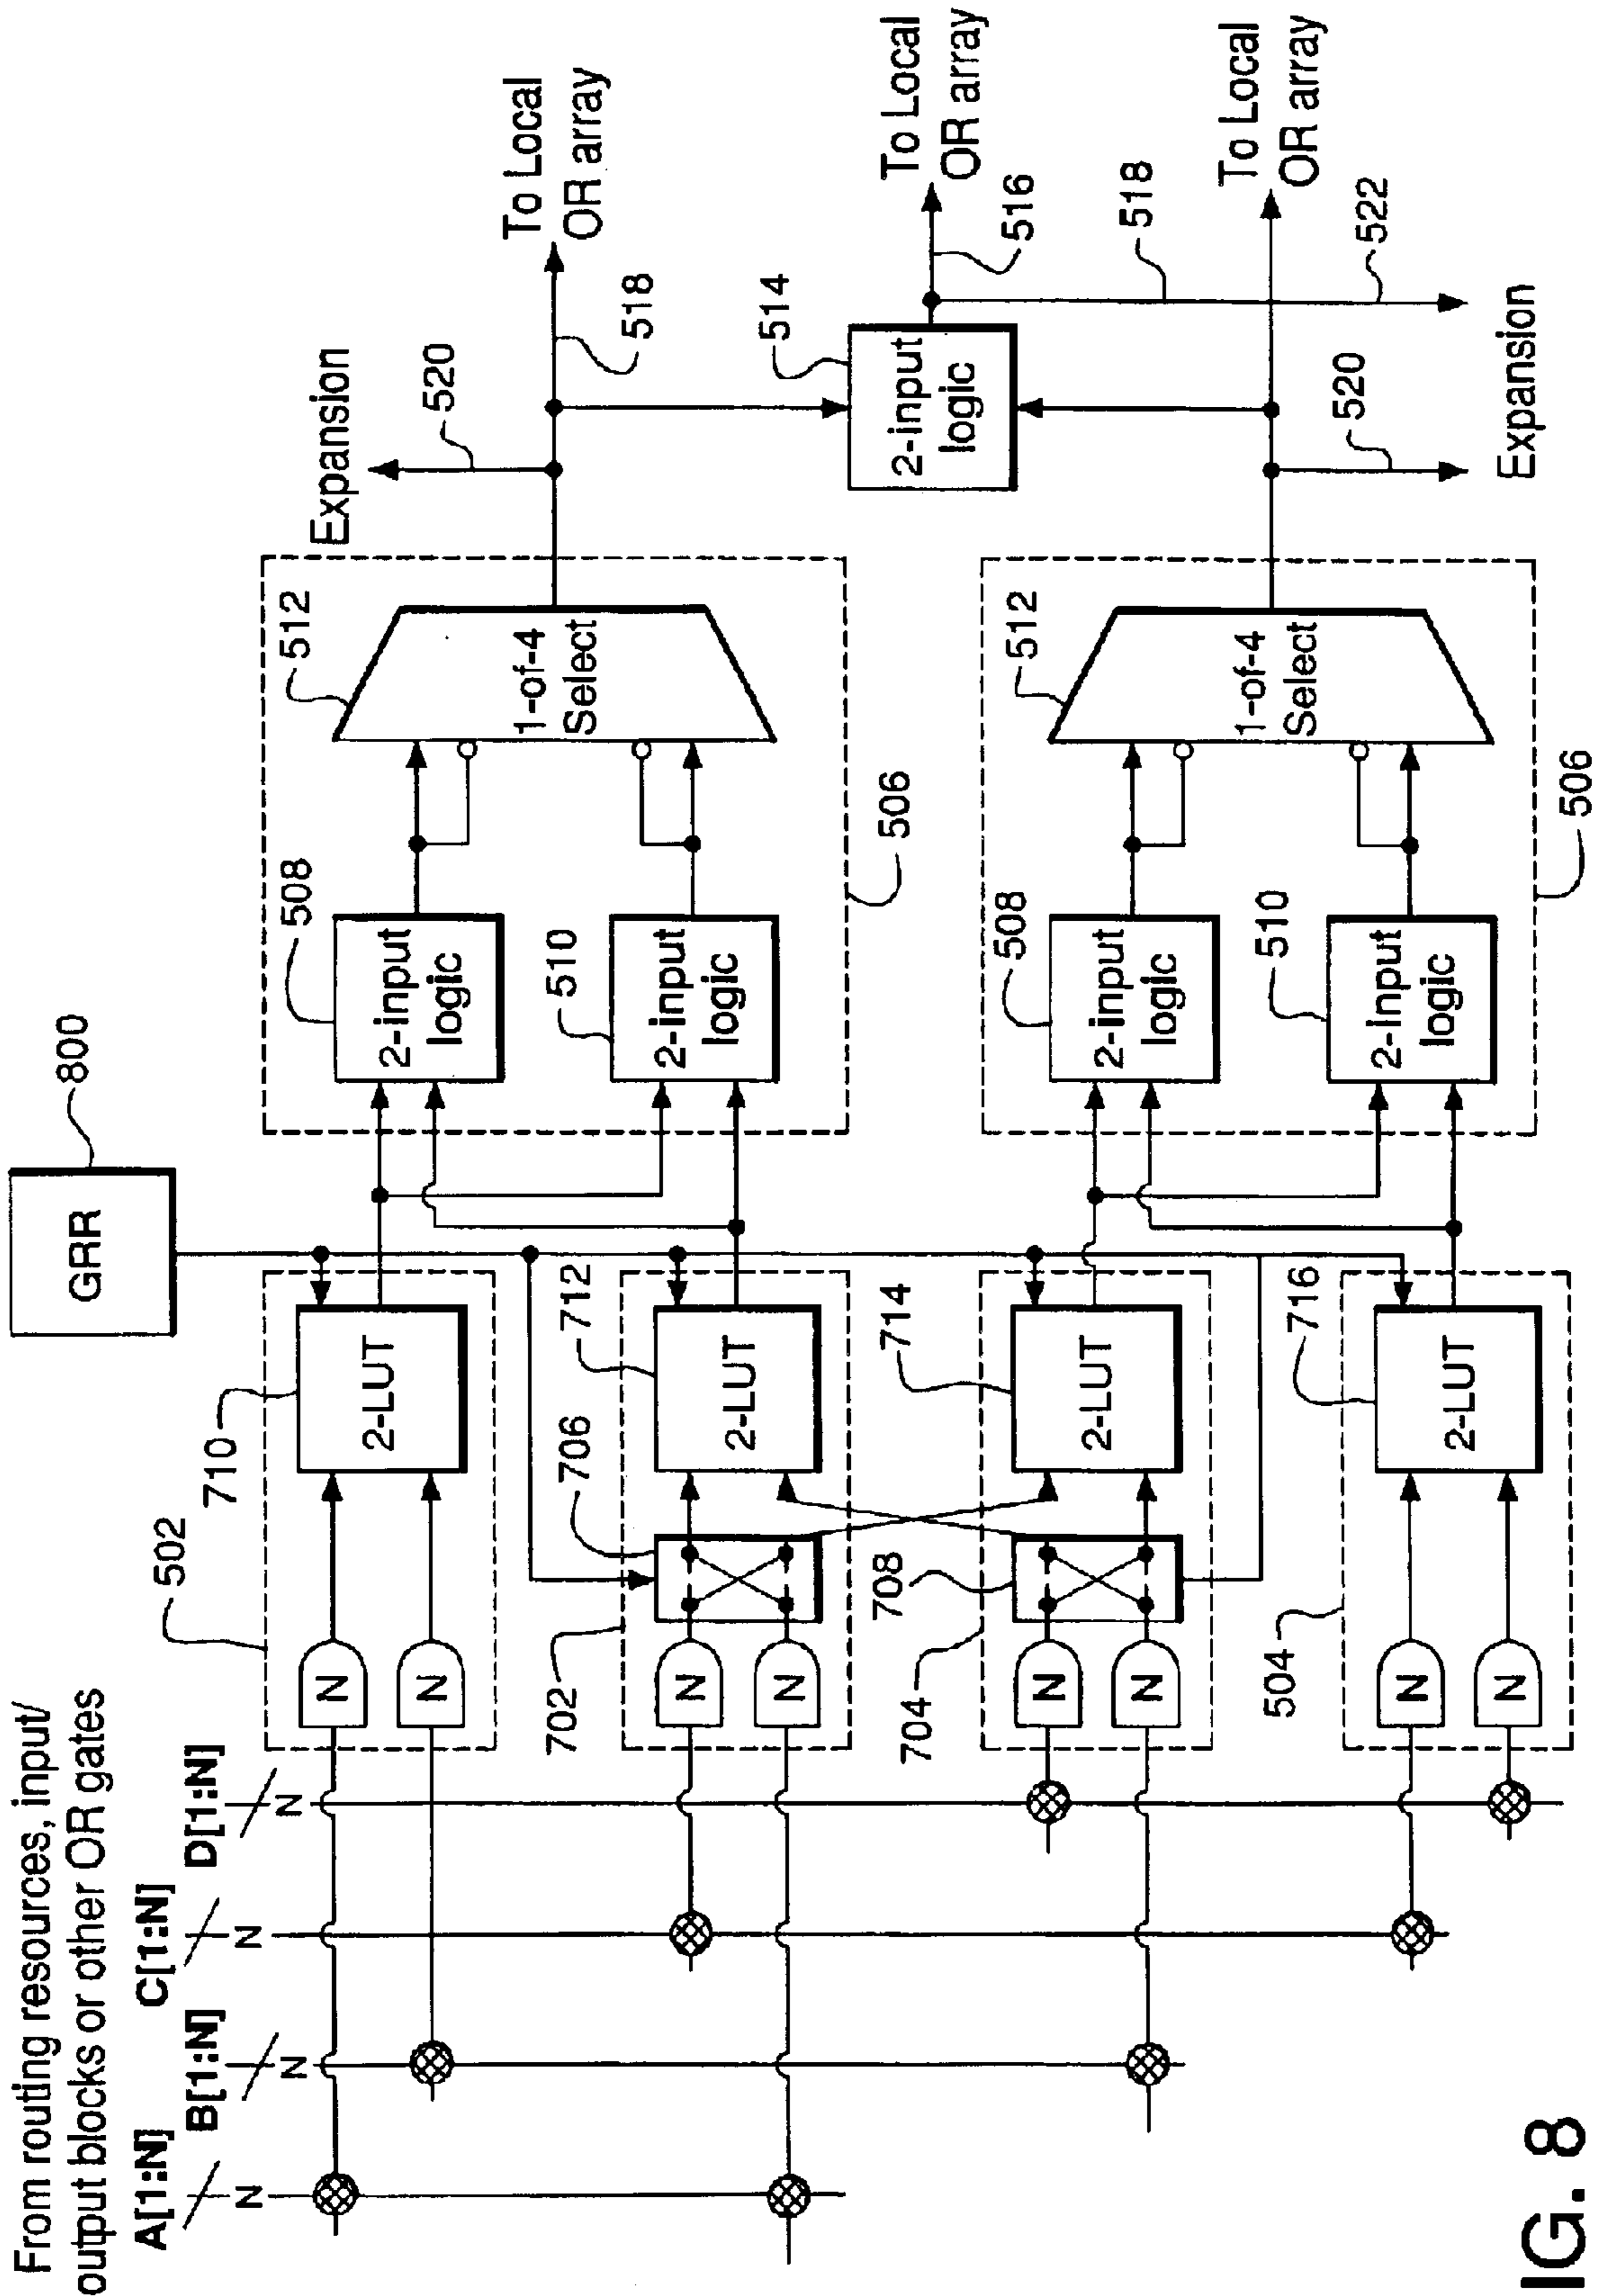 From routing resources, input/
output blocks or other OR gates
A[1:N]
B[1:N]
C[1:N]
D[1:N]
N
N
N
N
GRR
800
502
710
N
N
2-LUT
702
706
712
N
N
2-LUT
704
708
714
N
N
2-LUT
504
716
N
N
2-LUT
508
2-input
logic
510
2-input
logic
512
1-of-4
Select
506
508
2-input
logic
510
2-input
logic
512
1-of-4
Select
506
Expansion
520
518
To Local
OR array
514
2-input
logic
516
To Local
OR array
518
522
To Local
OR array
520
Expansion
IG. 8